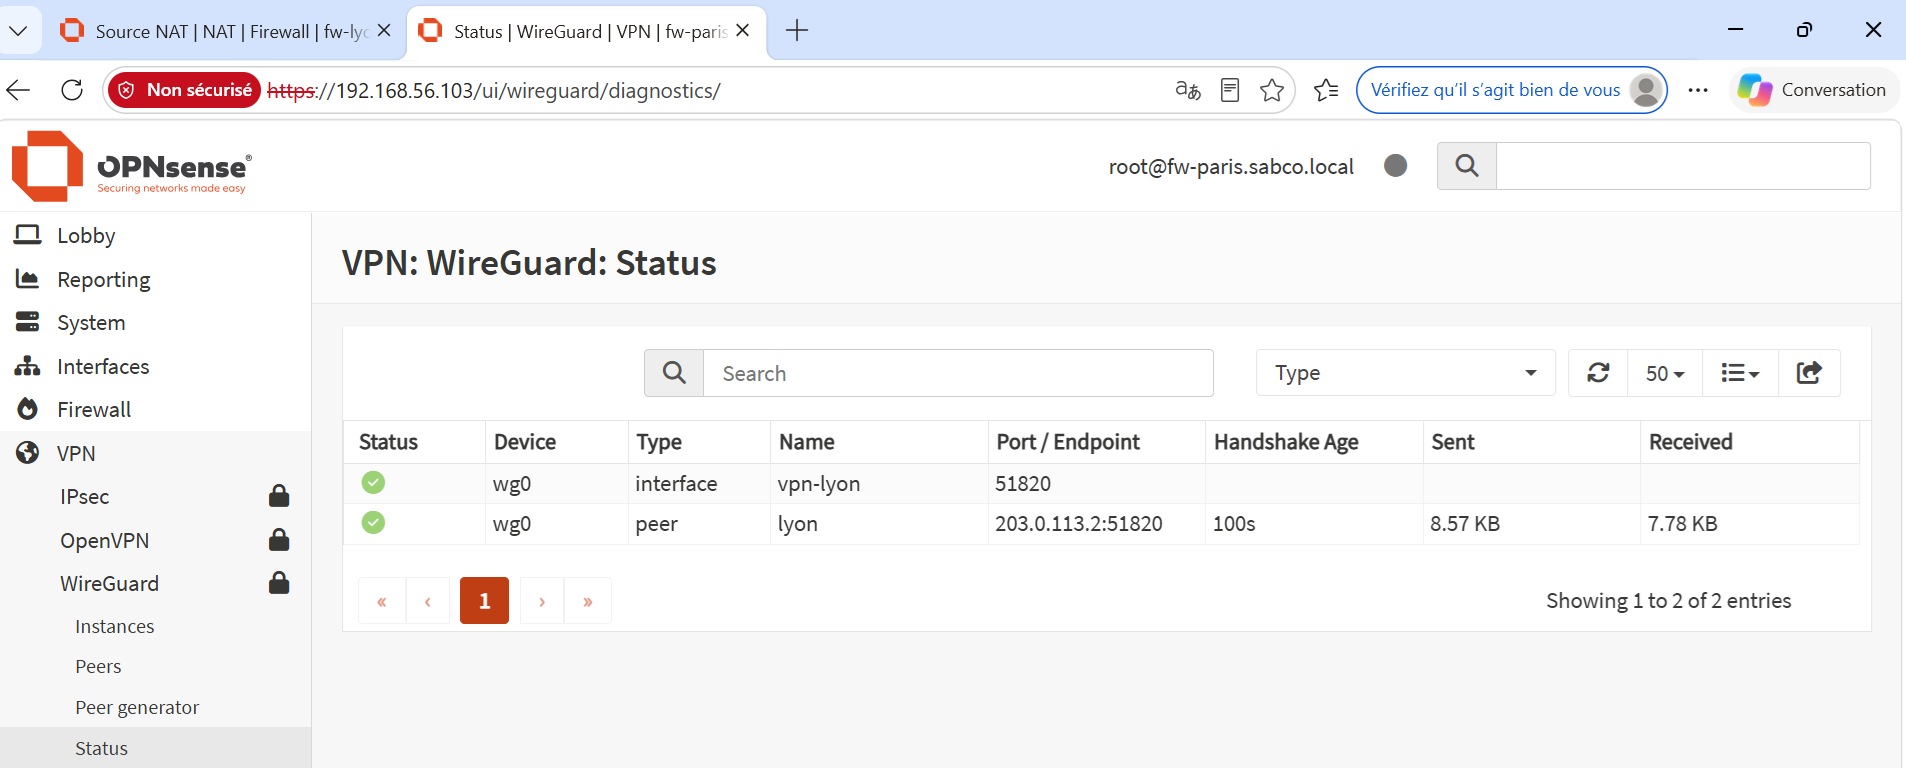 Source NAT | NAT | Firewall | fw-lyo
Status | WireGuard | VPN | fw-paris
Non sécurisé https://192.168.56.103/ui/wireguard/diagnostics/
Vérifiez qu'il s'agit bien de vous
Conversation
OPNsense®
Securing networks made easy
root@fw-paris.sabco.local
Lobby
Reporting
System
Interfaces
Firewall
VPN
IPsec
OpenVPN
WireGuard
Instances
Peers
Peer generator
Status
VPN: WireGuard: Status
Search Type 50
Status Device Type Name Port / Endpoint Handshake Age Sent Received
wg0 interface vpn-lyon 51820
wg0 peer lyon 203.0.113.2:51820 100s 8.57 KB 7.78 KB
« ‹ 1 › »
Showing 1 to 2 of 2 entries